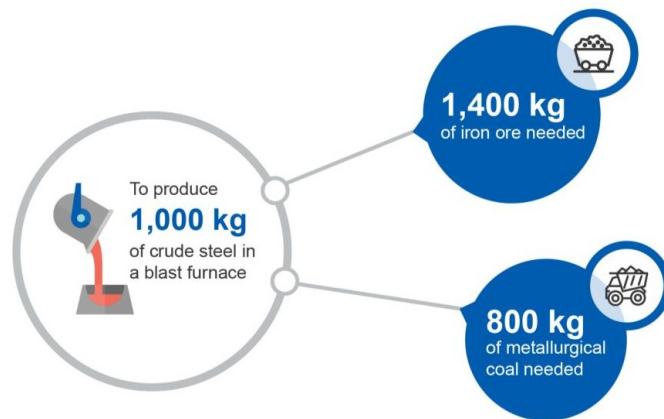 To produce
1,000 kg
of crude steel in
a blast furnace
1,400 kg
of iron ore needed
800 kg
of metallurgical
coal needed